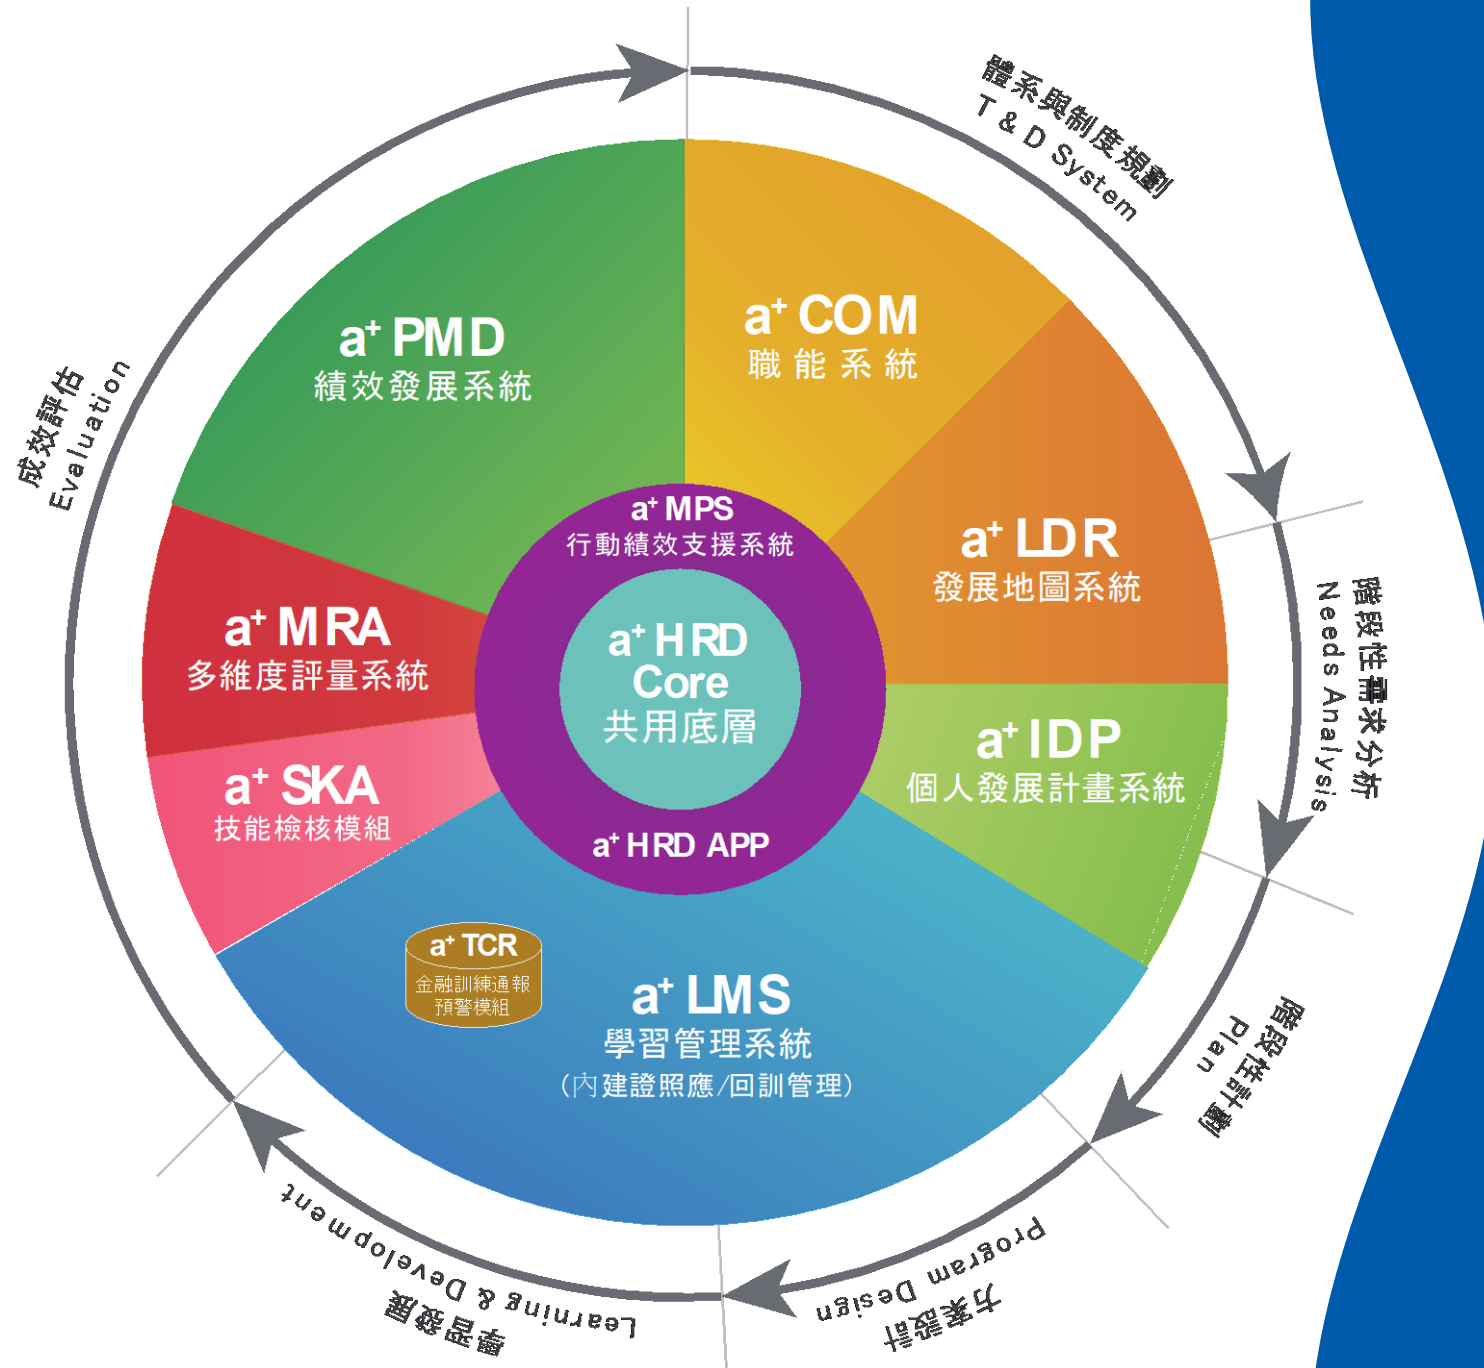 體系與制度規劃
T & D System
a+ PMD
績效發展系統
a+ COM
職能系統
成效評估
Evaluation
a+ MPS
行動績效支援系統
a+ LDR
發展地圖系統
a+ MRA
多維度評量系統
a+ HRD
Core
共用底層
階段性需求分析
Needs Analysis
a+ IDP
個人發展計畫系統
a+ SKA
技能檢核模組
a+ HRD APP
a+ TCR
金融訓練通報
預警模組
a+ LMS
學習管理系統
(內建證照應/回訓管理)
階段性計劃
Plan
Program Design
方案設計
Learning & Development
學習發展